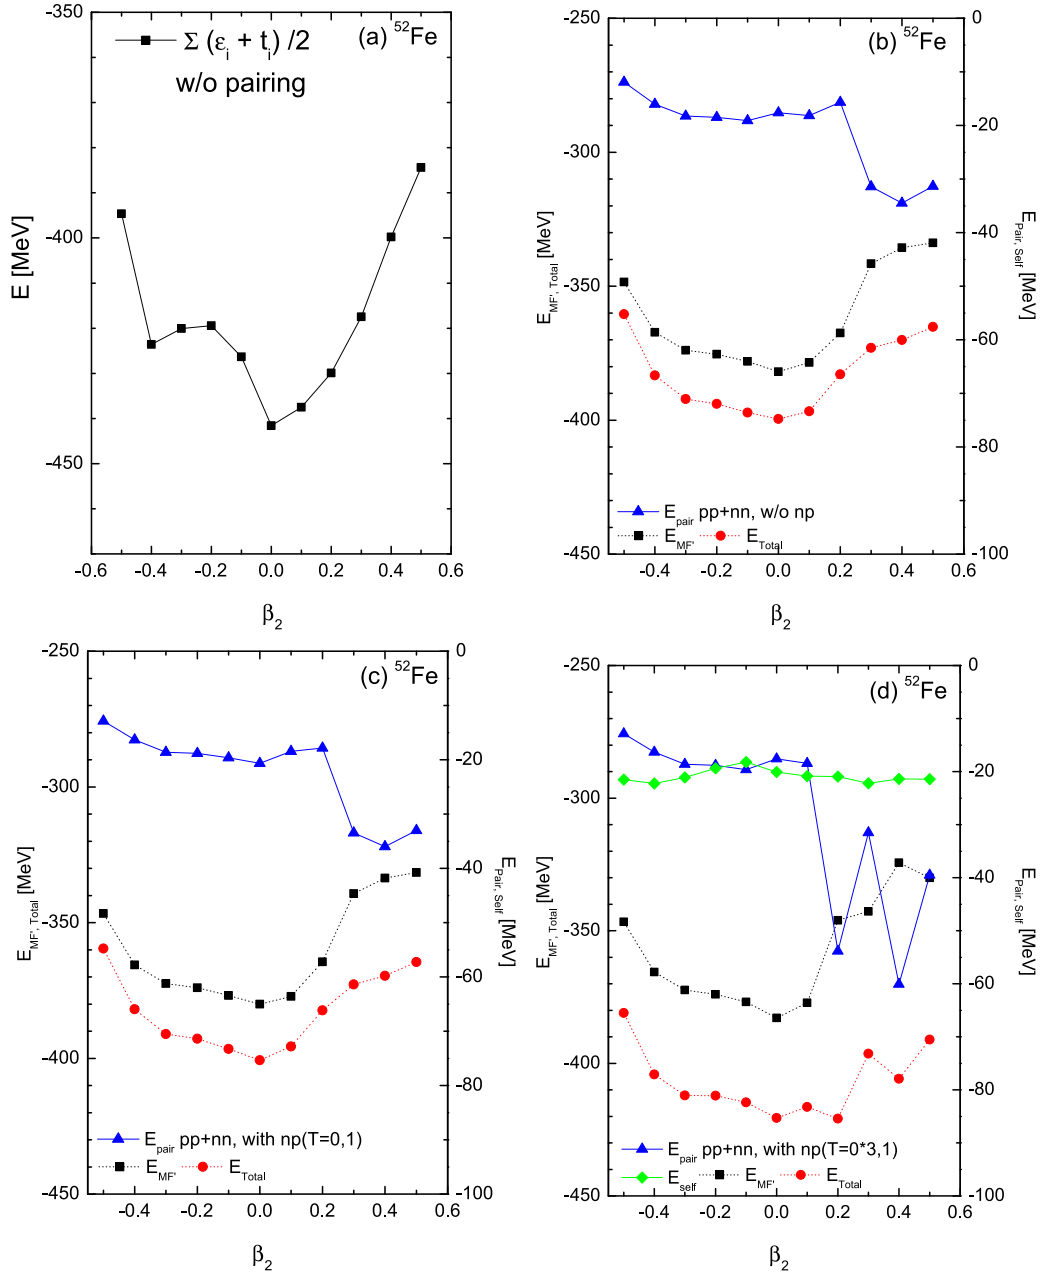 (a) ⁵²Fe
Σ (ε_i + t_i) /2
w/o pairing
E [MeV]
-350
-400
-450
-0.6 -0.4 -0.2 0.0 0.2 0.4 0.6
β₂
(b) ⁵²Fe
E_MF', Total [MeV]
-250
-300
-350
-400
-450
0
-20
-40
-60
-80
-100
E_Pair, Self [MeV]
E_pair pp+nn, w/o np
E_MF' E_Total
-0.4 -0.2 0.0 0.2 0.4 0.6
β₂
(c) ⁵²Fe
E_MF', Total [MeV]
-250
-300
-350
-400
-450
0
-20
-40
-60
-80
-100
E_Pair, Self [MeV]
E_pair pp+nn, with np(T=0,1)
E_MF' E_Total
-0.4 -0.2 0.0 0.2 0.4 0.6
β₂
(d) ⁵²Fe
E_MF', Total [MeV]
-250
-300
-350
-400
-450
0
-20
-40
-60
-80
-100
E_Pair, Self [MeV]
E_pair pp+nn, with np(T=0*3,1)
E_self E_MF' E_Total
-0.4 -0.2 0.0 0.2 0.4 0.6
β₂